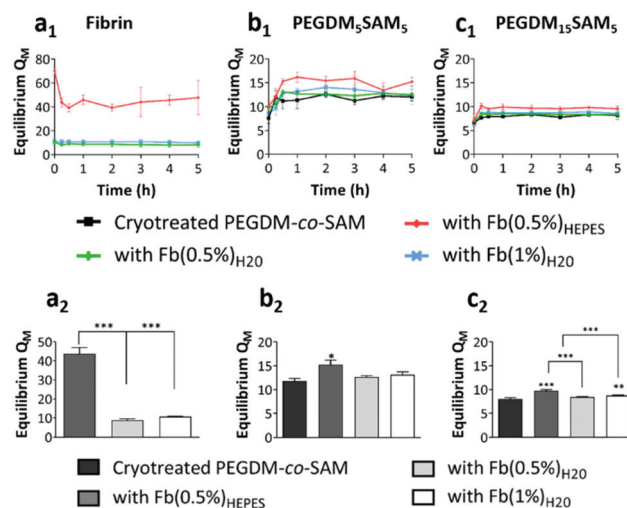 a1 Fibrin
Equilibrium QM
80
60
40
20
0
0 1 2 3 4 5
Time (h)
b1 PEGDM5SAM5
Equilibrium QM
20
15
10
5
0
0 1 2 3 4 5
Time (h)
c1 PEGDM15SAM5
Equilibrium QM
20
15
10
5
0
0 1 2 3 4 5
Time (h)
Cryotreated PEGDM-co-SAM
with Fb(0.5%)HEPES
with Fb(0.5%)H20
with Fb(1%)H20
a2
Equilibrium QM
50
40
30
20
10
0
*** ***
b2
Equilibrium QM
20
15
10
5
0
*
c2
Equilibrium QM
20
15
10
5
0
***
***
*** **
Cryotreated PEGDM-co-SAM
with Fb(0.5%)HEPES
with Fb(0.5%)H20
with Fb(1%)H20